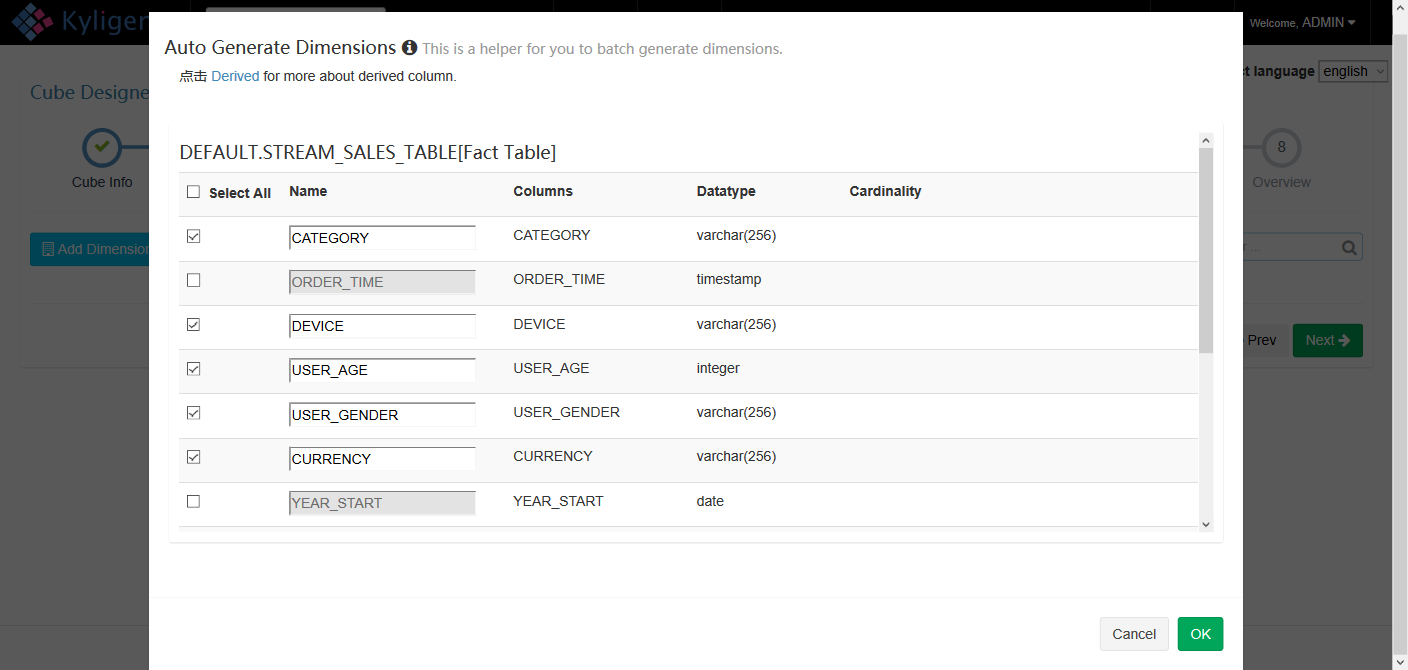 Kyligen
Welcome, ADMIN
Auto Generate Dimensions This is a helper for you to batch generate dimensions.
点击 Derived for more about derived column.
ct language english
Cube Designe
8
Cube Info
Overview
Add Dimension
Prev
Next
DEFAULT.STREAM_SALES_TABLE[Fact Table]
Select All Name Columns Datatype Cardinality
CATEGORY CATEGORY varchar(256)
ORDER_TIME ORDER_TIME timestamp
DEVICE DEVICE varchar(256)
USER_AGE USER_AGE integer
USER_GENDER USER_GENDER varchar(256)
CURRENCY CURRENCY varchar(256)
YEAR_START YEAR_START date
Cancel OK